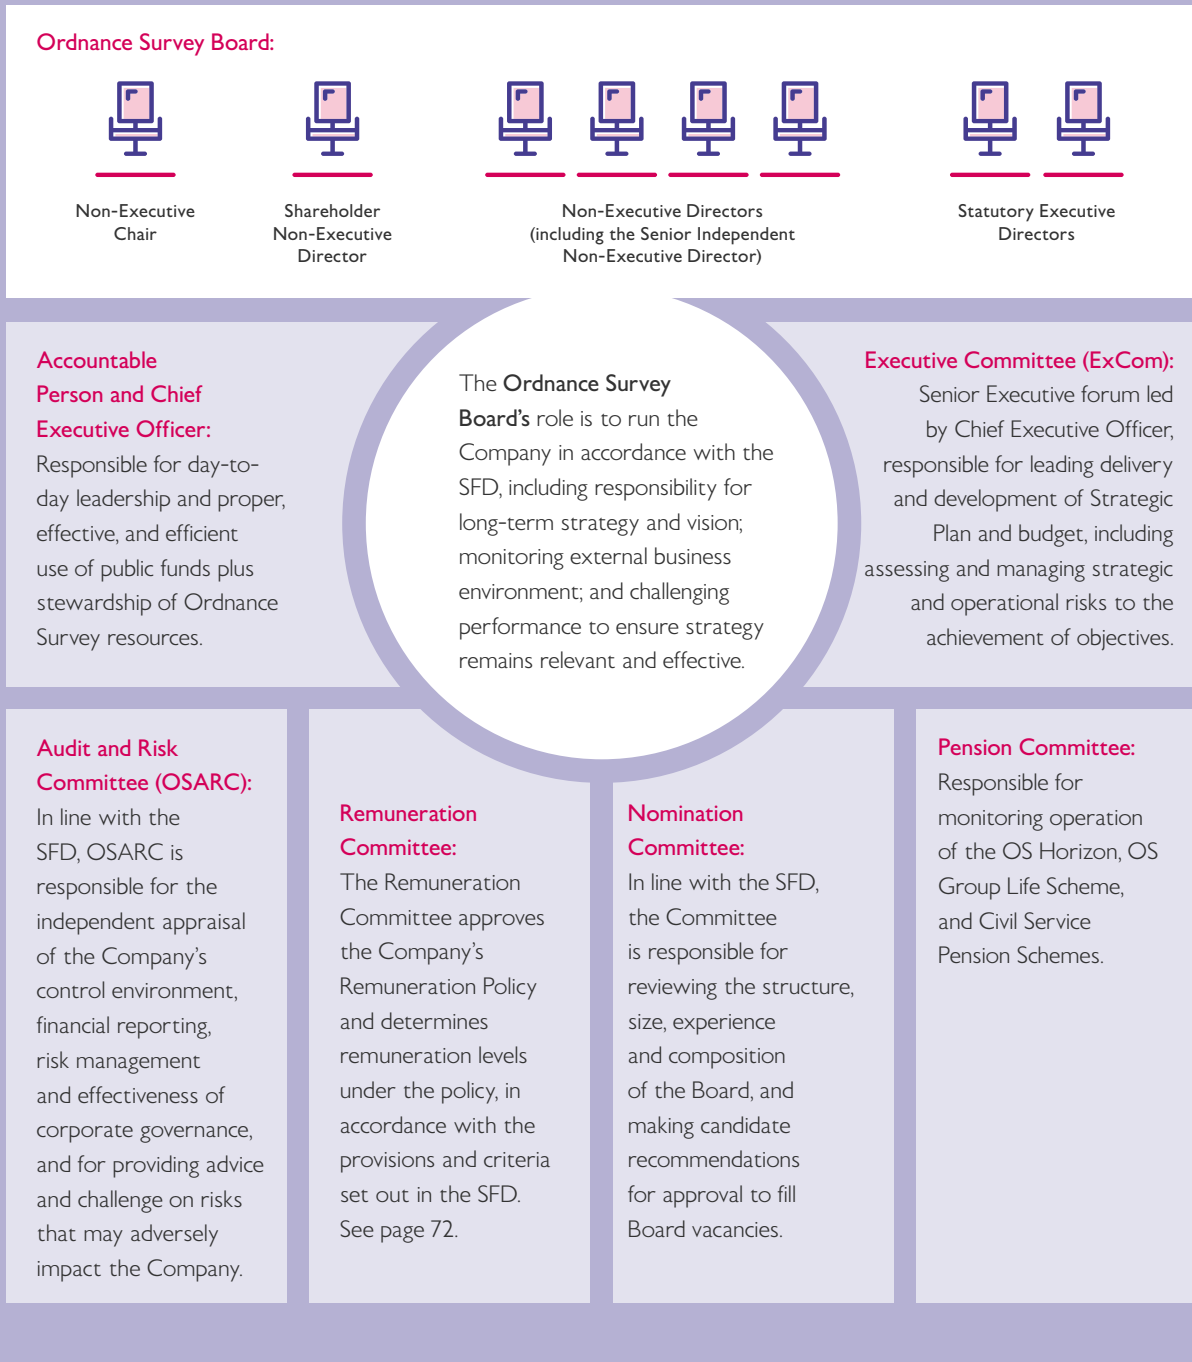 Ordnance Survey Board:
Non-Executive
Chair
Shareholder
Non-Executive
Director
Non-Executive Directors
(including the Senior Independent
Non-Executive Director)
Statutory Executive
Directors
Accountable
Person and Chief
Executive Officer:
Responsible for day-to-
day leadership and proper,
effective, and efficient
use of public funds plus
stewardship of Ordnance
Survey resources.
The Ordnance Survey
Board's role is to run the
Company in accordance with the
SFD, including responsibility for
long-term strategy and vision;
monitoring external business
environment; and challenging
performance to ensure strategy
remains relevant and effective.
Executive Committee (ExCom):
Senior Executive forum led
by Chief Executive Officer,
responsible for leading delivery
and development of Strategic
Plan and budget, including
assessing and managing strategic
and operational risks to the
achievement of objectives.
Audit and Risk
Committee (OSARC):
In line with the
SFD, OSARC is
responsible for the
independent appraisal
of the Company's
control environment,
financial reporting,
risk management
and effectiveness of
corporate governance,
and for providing advice
and challenge on risks
that may adversely
impact the Company.
Remuneration
Committee:
The Remuneration
Committee approves
the Company's
Remuneration Policy
and determines
remuneration levels
under the policy, in
accordance with the
provisions and criteria
set out in the SFD.
See page 72.
Nomination
Committee:
In line with the SFD,
the Committee
is responsible for
reviewing the structure,
size, experience
and composition
of the Board, and
making candidate
recommendations
for approval to fill
Board vacancies.
Pension Committee:
Responsible for
monitoring operation
of the OS Horizon, OS
Group Life Scheme,
and Civil Service
Pension Schemes.